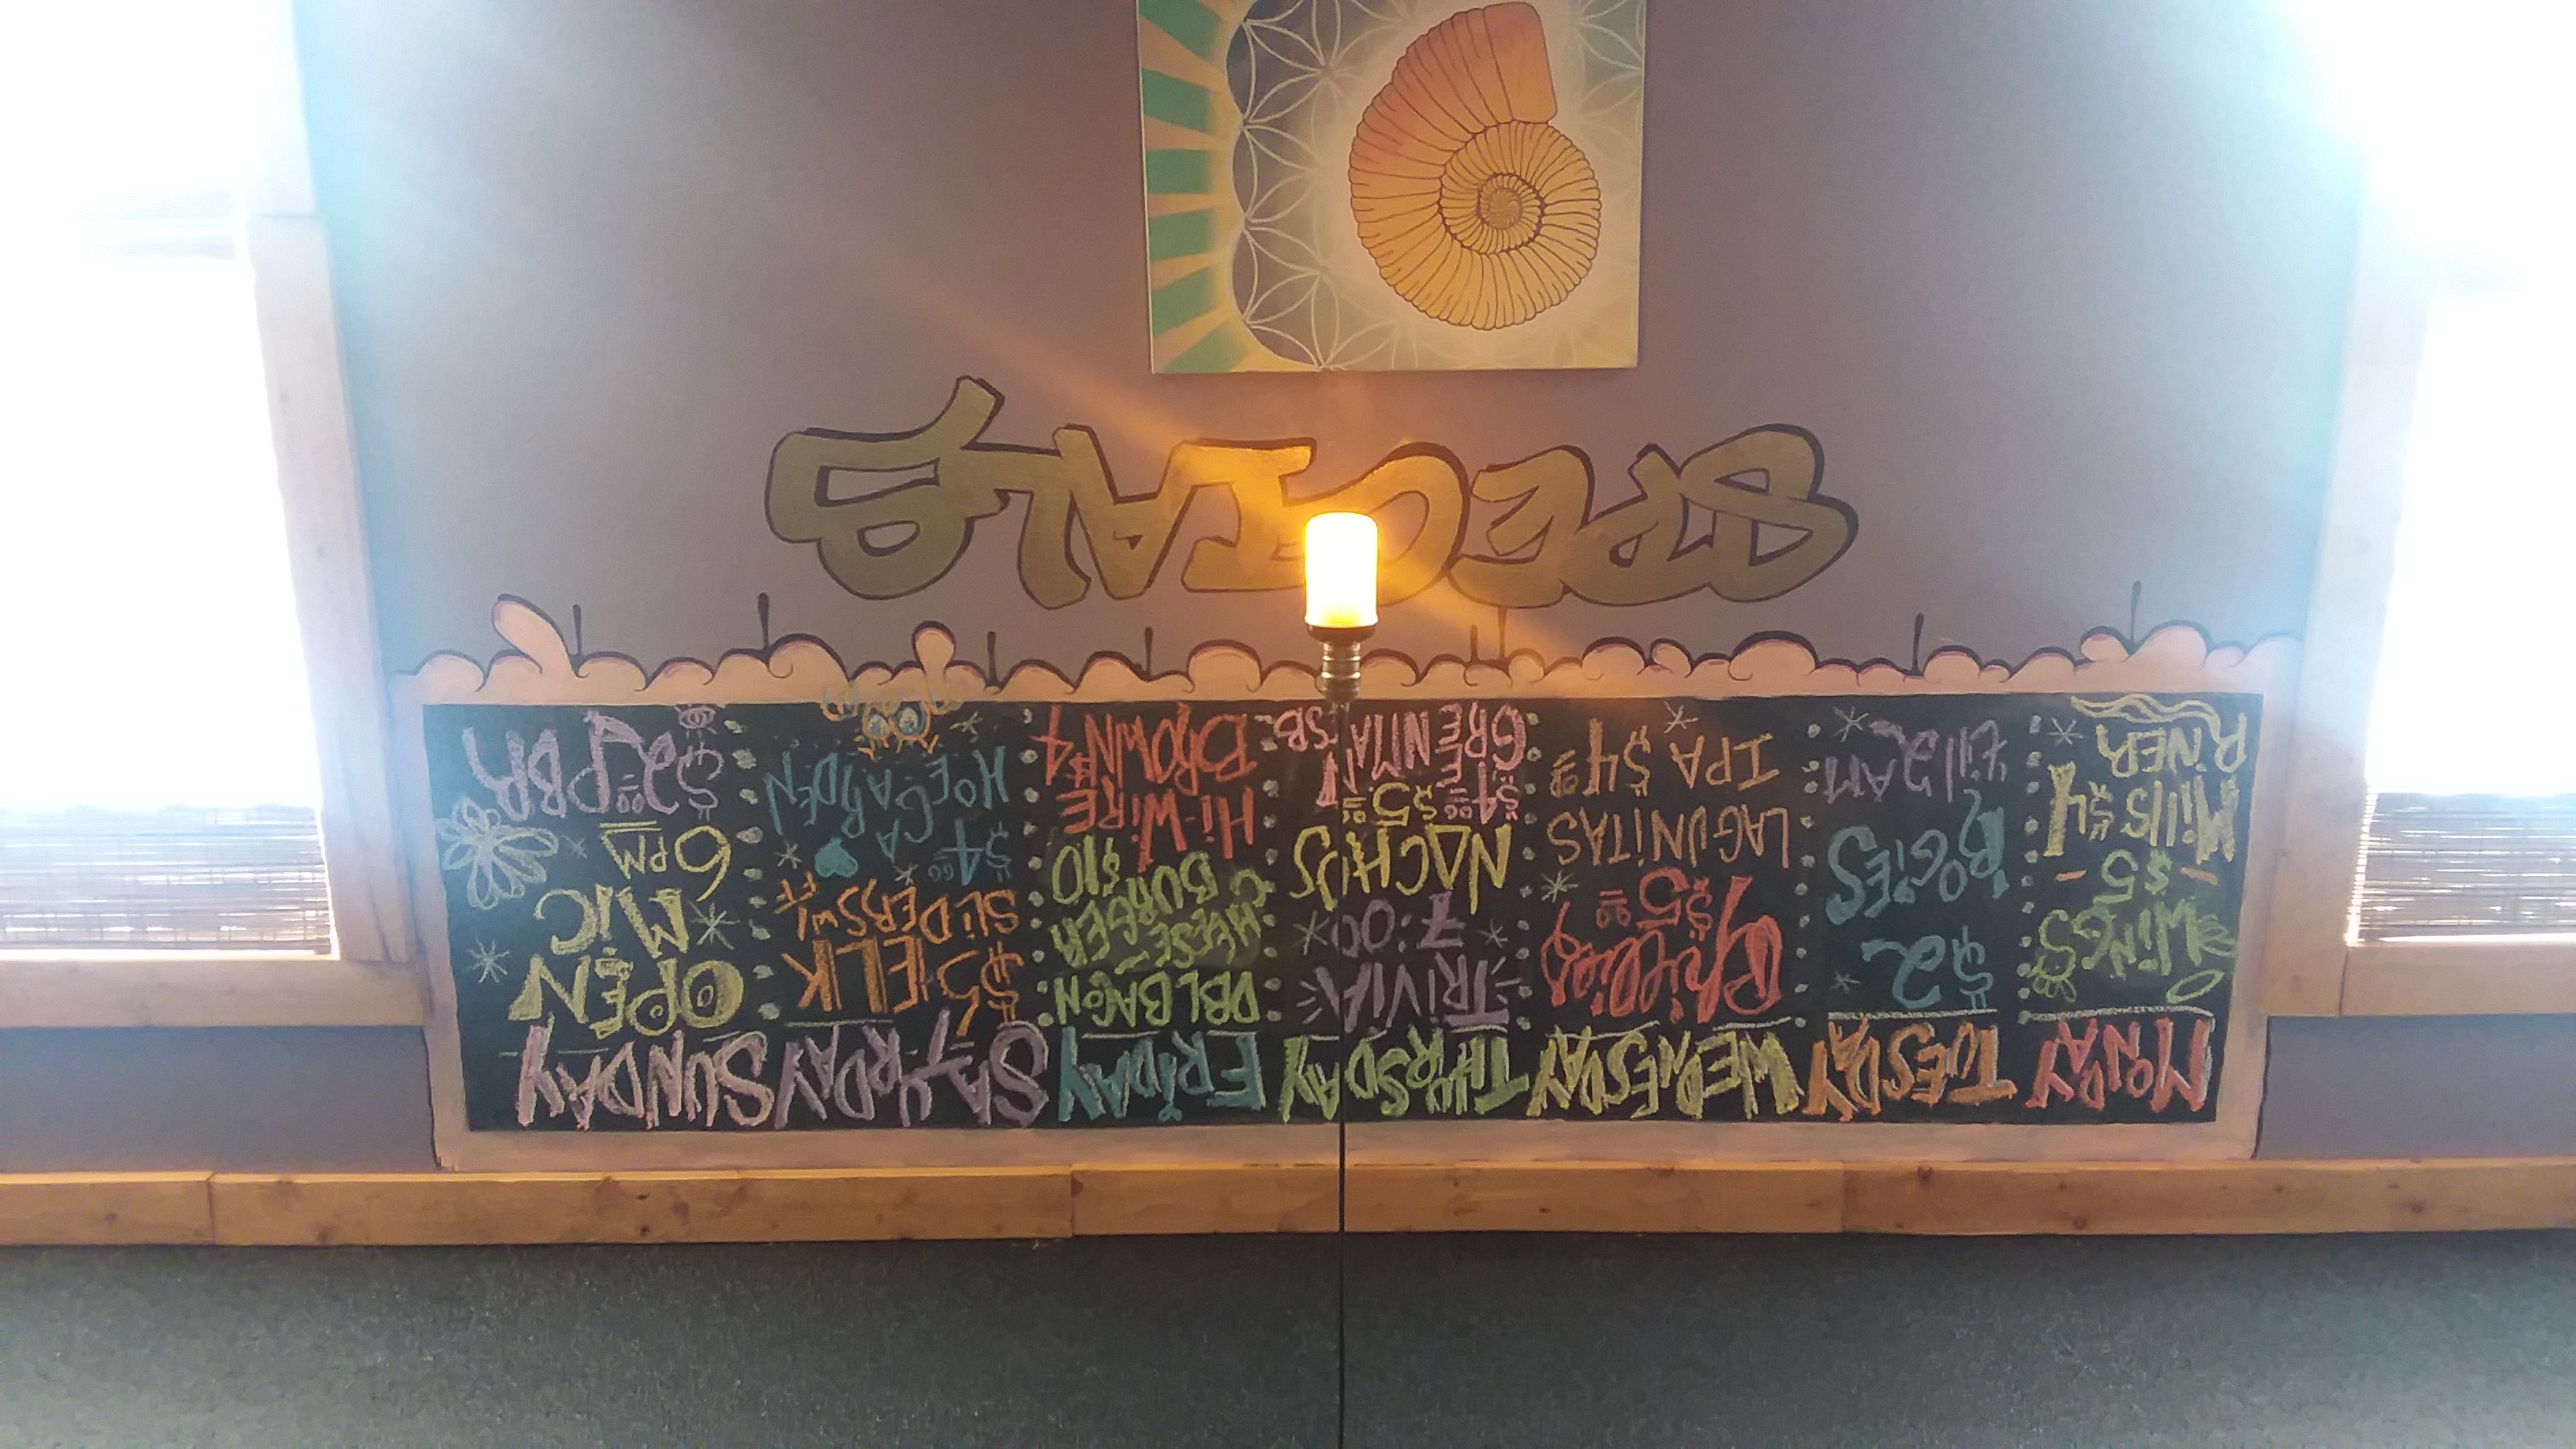 MONDAY
WINGS
- $5 -
Mills $4
RiVER
TUESDAY
$2
BOGiES
'till 2AM
WEDNESDAY
Phillies
$5.00
LAGUNiTAS
IPA $4.00
THURSDAY
TRiViA
7:00
NACHOS
$4.00 $5.00
GREENMAN ESB
FRiDAY
DBL BACON
CHEESE-
BURGER
$10
Hi-WiRE
BROWN $4
SATURDAY
$5 ELK
SLiDERS w/
FF
$4.00
HOEGAARDEN
SUNDAY
OPEN
MiC
6PM
$2.00 PBR
SPECIALS